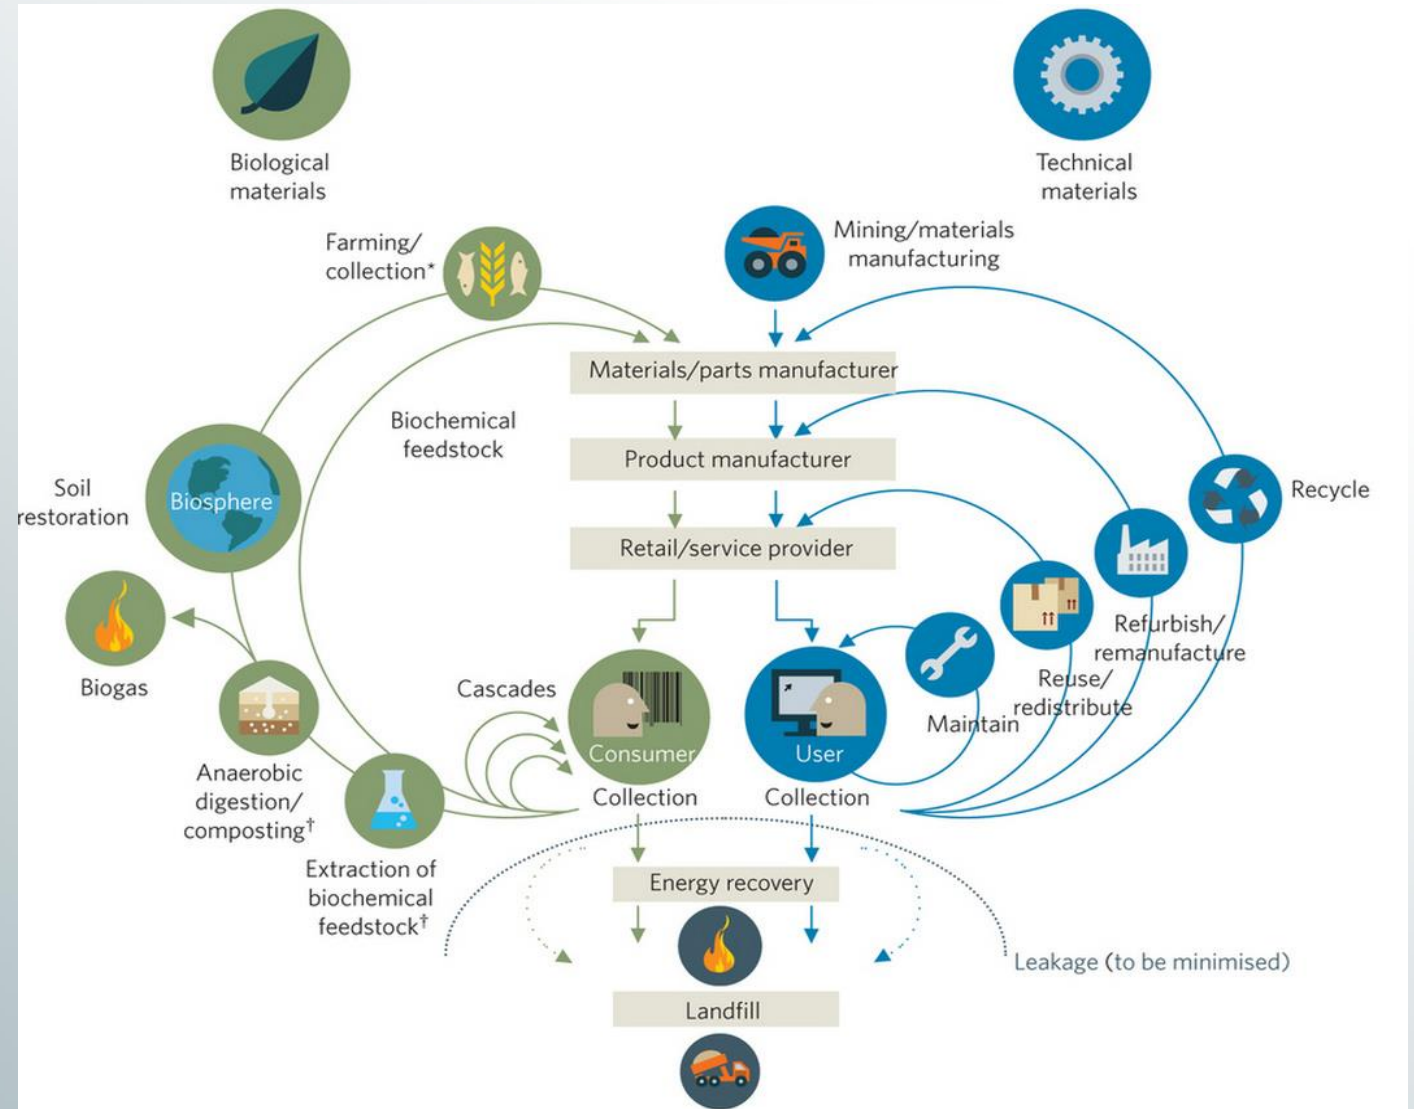 Biological
materials
Technical
materials
Farming/
collection*
Mining/materials
manufacturing
Materials/parts manufacturer
Biochemical
feedstock
Product manufacturer
Soil
restoration
Biosphere
Recycle
Retail/service provider
Refurbish/
remanufacture
Biogas
Cascades
Reuse/
redistribute
Maintain
Consumer
User
Anaerobic
digestion/
composting†
Collection
Collection
Extraction of
biochemical
feedstock†
Energy recovery
Leakage (to be minimised)
Landfill